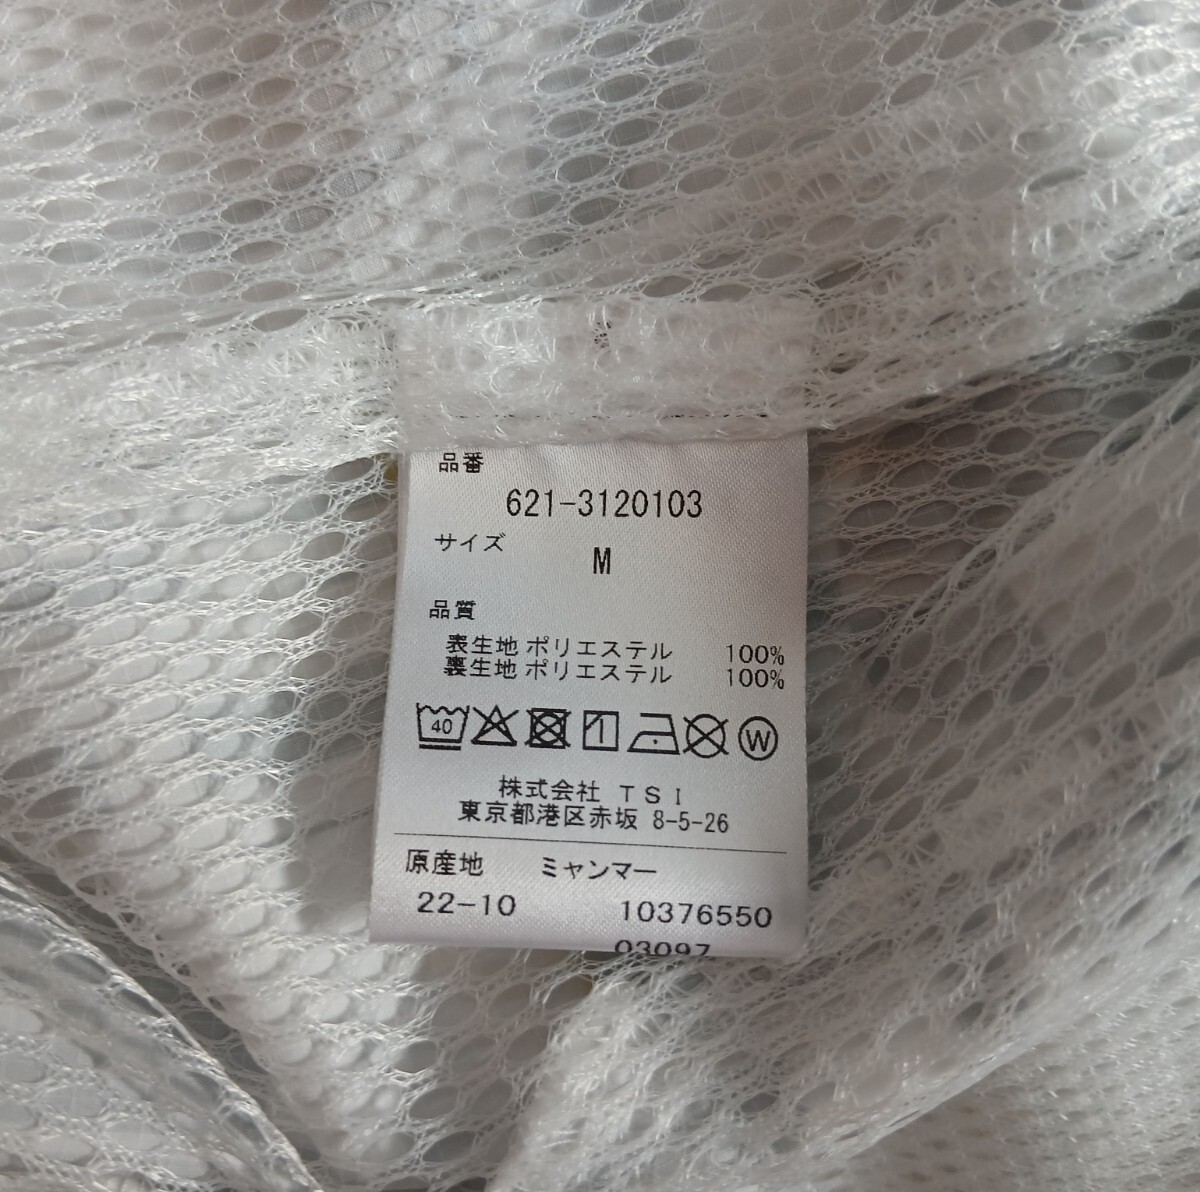 品番
621-3120103
サイズ
M
品質
表生地 ポリエステル 100%
裏生地 ポリエステル 100%
40 W
株式会社 TSI
東京都港区赤坂 8-5-26
原産地 ミャンマー
22-10 10376550
03097